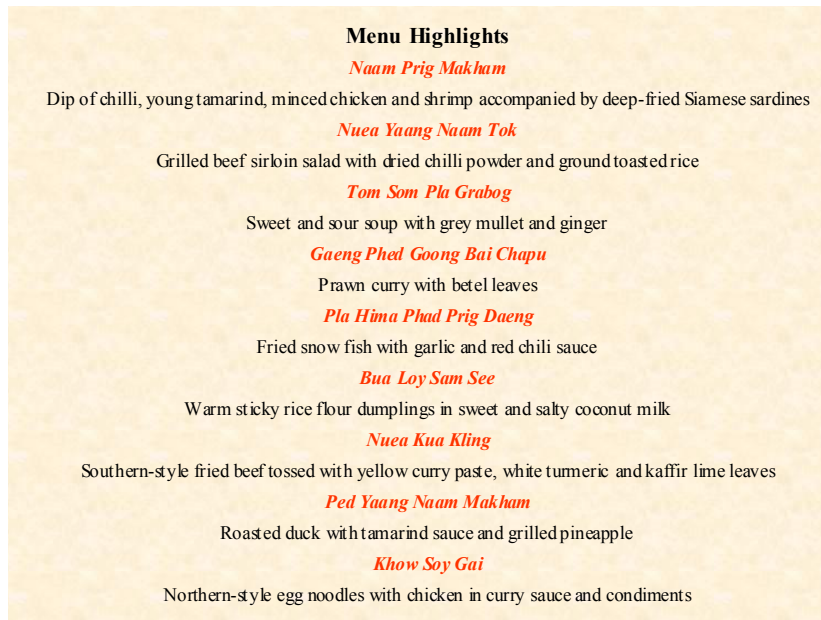 Menu Highlights
Naam Prig Makham
Dip of chilli, young tamarind, minced chicken and shrimp accompanied by deep-fried Siamese sardines
Nuea Yaang Naam Tok
Grilled beef sirloin salad with dried chilli powder and ground toasted rice
Tom Som Pla Grabog
Sweet and sour soup with grey mullet and ginger
Gaeng Phed Goong Bai Chapu
Prawn curry with betel leaves
Pla Hima Phad Prig Daeng
Fried snow fish with garlic and red chili sauce
Bua Loy Sam See
Warm sticky rice flour dumplings in sweet and salty coconut milk
Nuea Kua Kling
Southern-style fried beef tossed with yellow curry paste, white turmeric and kaffir lime leaves
Ped Yaang Naam Makham
Roasted duck with tamarind sauce and grilled pineapple
Khow Soy Gai
Northern-style egg noodles with chicken in curry sauce and condiments